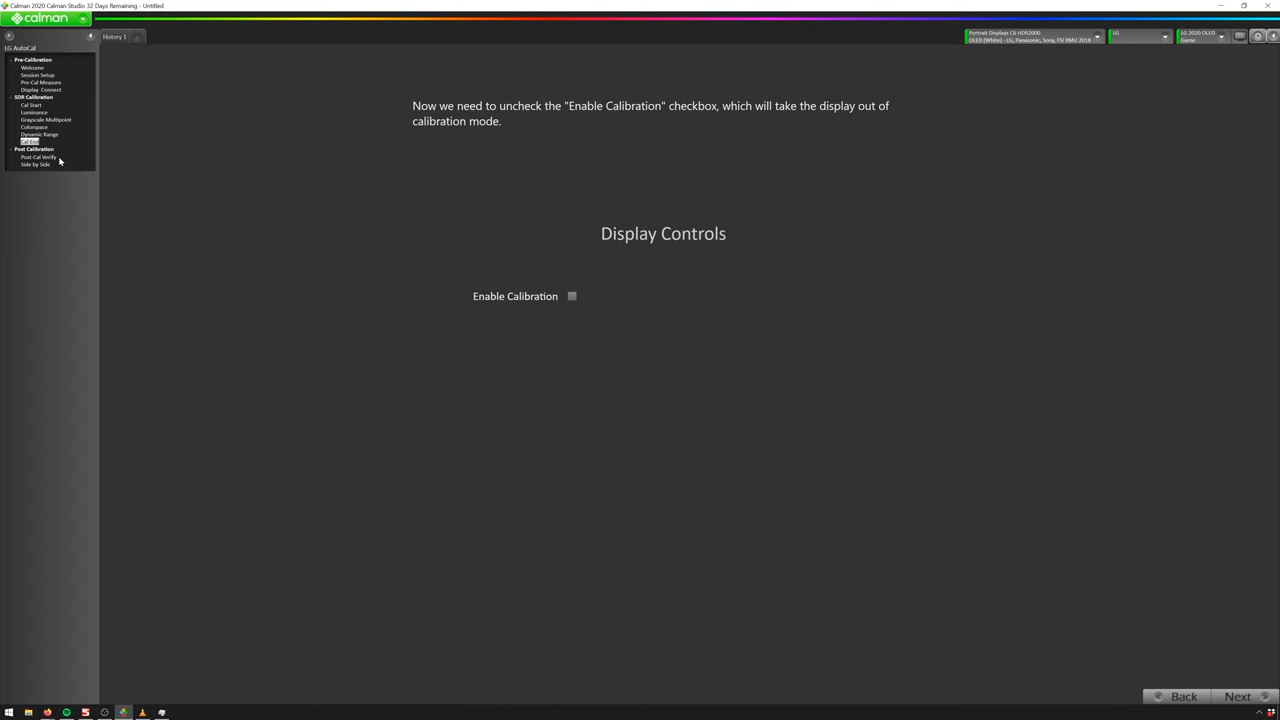 Calman 2020 Calman Studio 32 Days Remaining - Untitled
calman
History 1
Portrait Displays C6 HDR2000
OLED (White) - LG, Panasonic, Sony, FSI XMU 2018
LG
LG 2020 OLED
Game
LG AutoCal
Pre-Calibration
Welcome
Session Setup
Pre-Cal Measure
Display Connect
SDR Calibration
Cal Start
Luminance
Grayscale Multipoint
Colorspace
Dynamic Range
Cal End
Post Calibration
Post-Cal Verify
Side by Side
Now we need to uncheck the "Enable Calibration" checkbox, which will take the display out of
calibration mode.
Display Controls
Enable Calibration
Back
Next